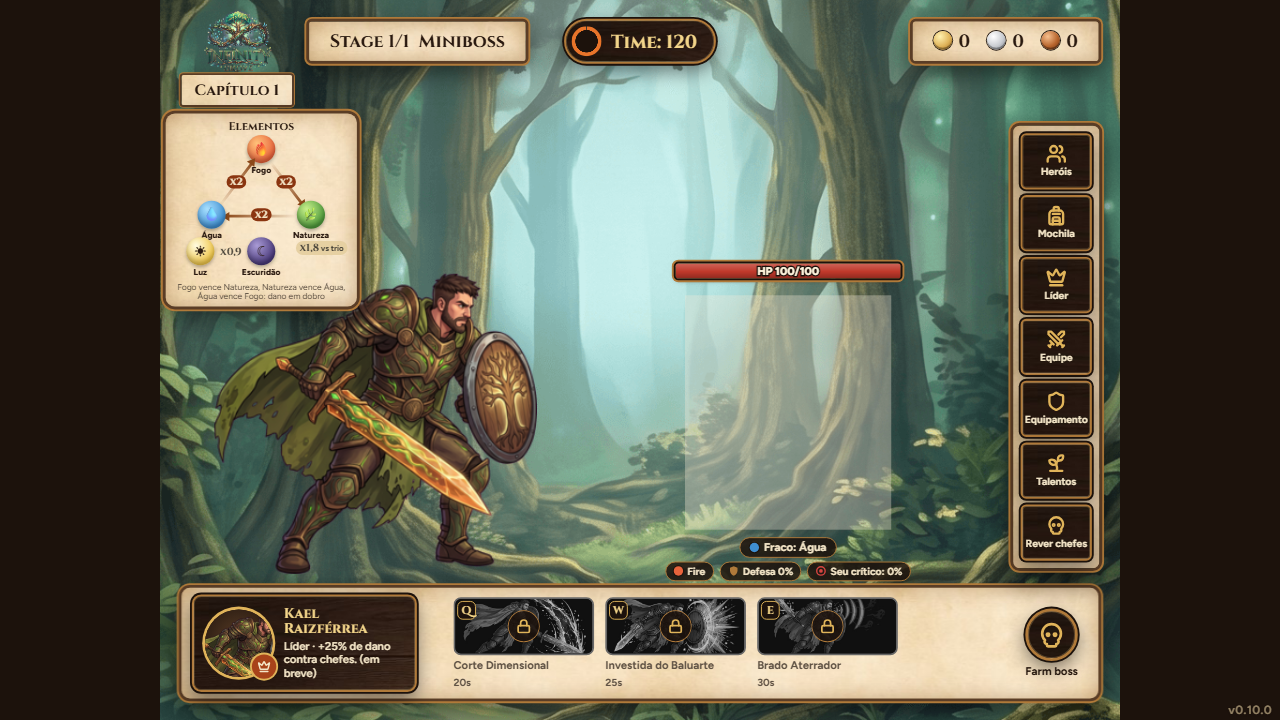 Stage 1/1 Miniboss
Time: 120
0 0 0
Capítulo 1
Elementos
Fogo
X2 X2
X2
Água Natureza
X0,9
X1,8 vs trio
Luz Escuridão
Fogo vence Natureza, Natureza vence Água,
Água vence Fogo: dano em dobro
HP 100/100
Heróis
Mochila
Líder
Equipe
Equipamento
Talentos
Rever chefes
Fraco: Água
Fire Defesa 0% Seu crítico: 0%
Kael
Raizférrea
Líder · +25% de dano
contra chefes. (em
breve)
Q W E
Corte Dimensional
20s
Investida do Baluarte
25s
Brado Aterrador
30s
Farm boss
v0.10.0